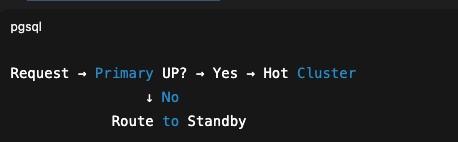 pgsql
Request → Primary UP? → Yes → Hot Cluster
↓ No
Route to Standby